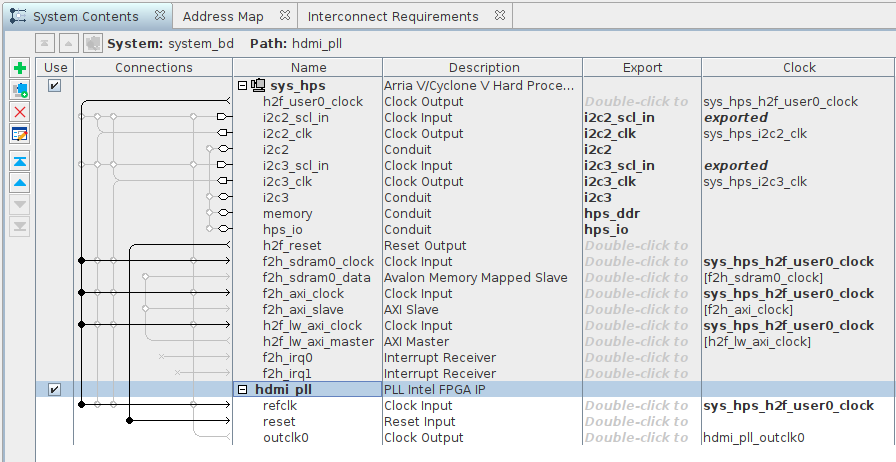 System Contents Address Map Interconnect Requirements
System: system_bd Path: hdmi_pll
Use Connections Name Description Export Clock
sys_hps Arria V/Cyclone V Hard Proce...
h2f_user0_clock Clock Output Double-click to sys_hps_h2f_user0_clock
i2c2_scl_in Clock Input i2c2_scl_in exported
i2c2_clk Clock Output i2c2_clk sys_hps_i2c2_clk
i2c2 Conduit i2c2
i2c3_scl_in Clock Input i2c3_scl_in exported
i2c3_clk Clock Output i2c3_clk sys_hps_i2c3_clk
i2c3 Conduit i2c3
memory Conduit hps_ddr
hps_io Conduit hps_io
h2f_reset Reset Output Double-click to
f2h_sdram0_clock Clock Input Double-click to sys_hps_h2f_user0_clock
f2h_sdram0_data Avalon Memory Mapped Slave Double-click to [f2h_sdram0_clock]
f2h_axi_clock Clock Input Double-click to sys_hps_h2f_user0_clock
f2h_axi_slave AXI Slave Double-click to [f2h_axi_clock]
h2f_lw_axi_clock Clock Input Double-click to sys_hps_h2f_user0_clock
h2f_lw_axi_master AXI Master Double-click to [h2f_lw_axi_clock]
f2h_irq0 Interrupt Receiver Double-click to
f2h_irq1 Interrupt Receiver Double-click to
hdmi_pll PLL Intel FPGA IP
refclk Clock Input Double-click to sys_hps_h2f_user0_clock
reset Reset Input Double-click to
outclk0 Clock Output Double-click to hdmi_pll_outclk0